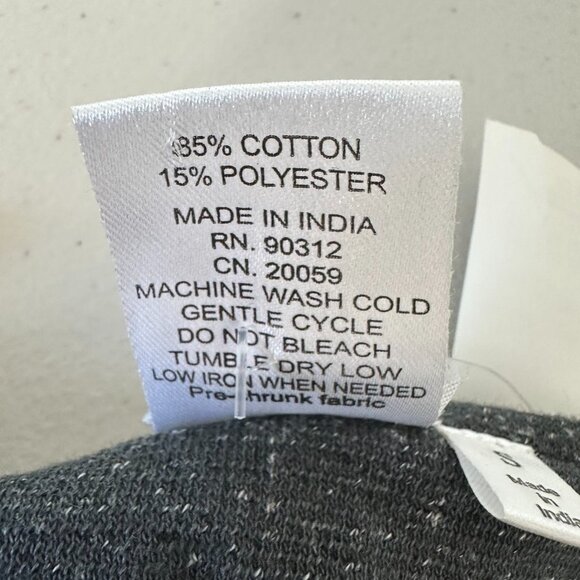 85% COTTON
15% POLYESTER
MADE IN INDIA
RN. 90312
CN. 20059
MACHINE WASH COLD
GENTLE CYCLE
DO NOT BLEACH
TUMBLE DRY LOW
LOW IRON WHEN NEEDED
Pre-shrunk fabric
S
Made
in
India